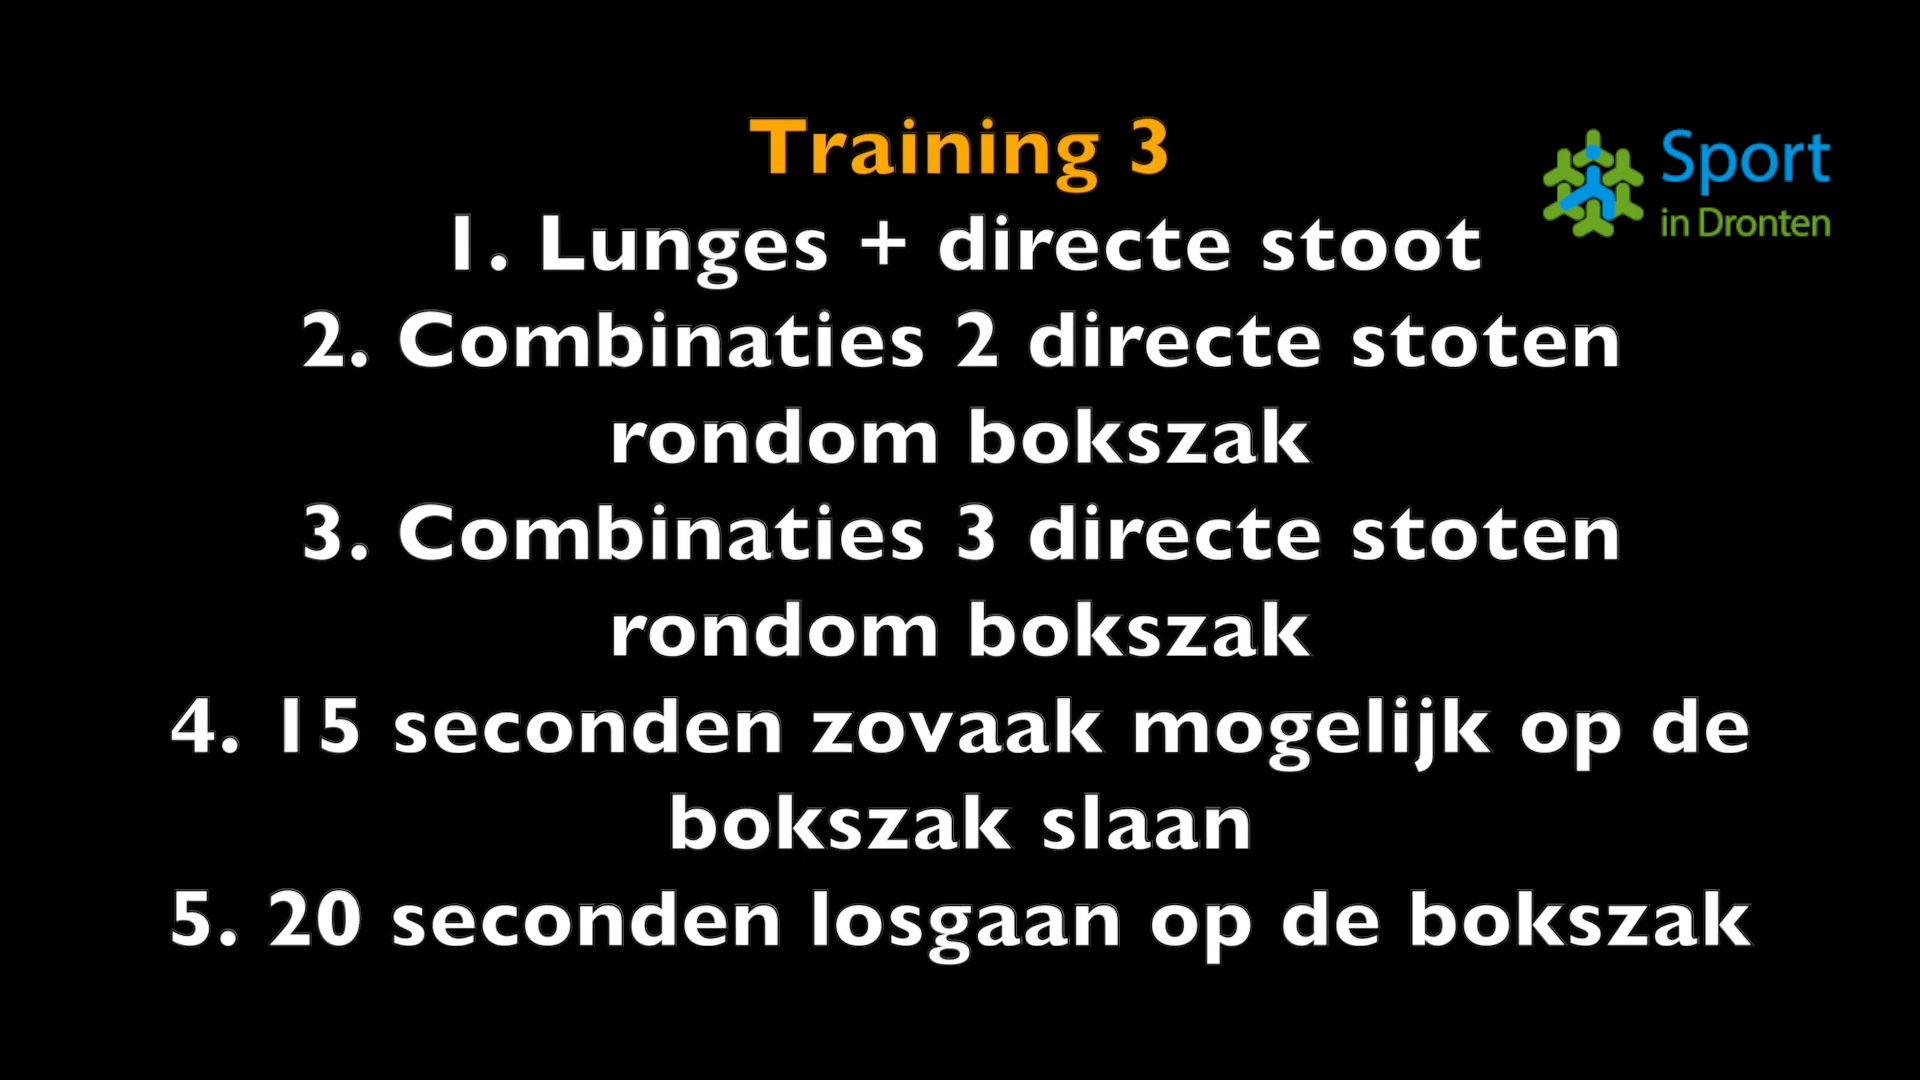 Training 3
Sport
in Dronten
1. Lunges + directe stoot
2. Combinaties 2 directe stoten
rondom bokszak
3. Combinaties 3 directe stoten
rondom bokszak
4. 15 seconden zovaak mogelijk op de
bokszak slaan
5. 20 seconden losgaan op de bokszak